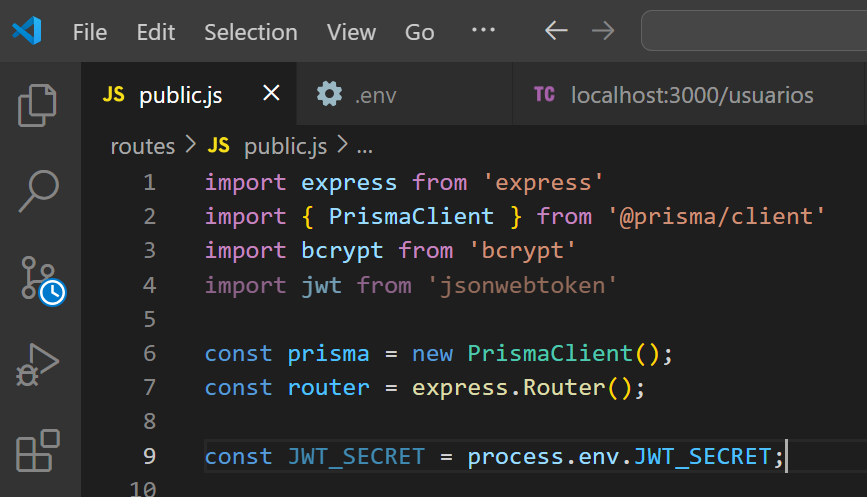 File Edit Selection View Go ...
JS public.js .env TC localhost:3000/usuarios
routes > JS public.js > ...
1 import express from 'express'
2 import { PrismaClient } from '@prisma/client'
3 import bcrypt from 'bcrypt'
4 import jwt from 'jsonwebtoken'
5
6 const prisma = new PrismaClient();
7 const router = express.Router();
8
9 const JWT_SECRET = process.env.JWT_SECRET;
10